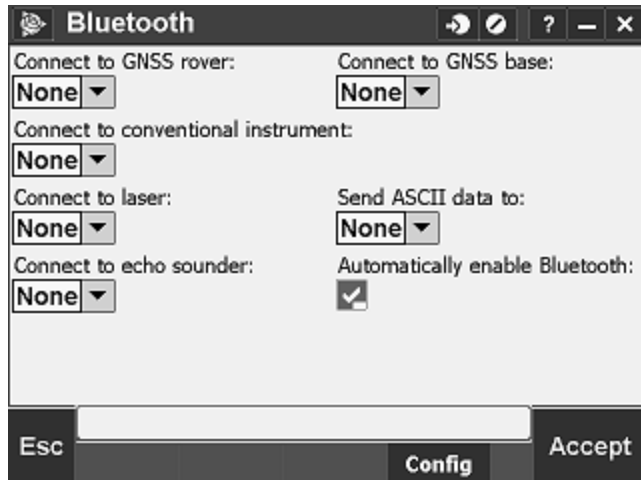 Bluetooth ?
Connect to GNSS rover: Connect to GNSS base:
None None
Connect to conventional instrument:
None
Connect to laser: Send ASCII data to:
None None
Connect to echo sounder: Automatically enable Bluetooth:
None
Esc Config Accept